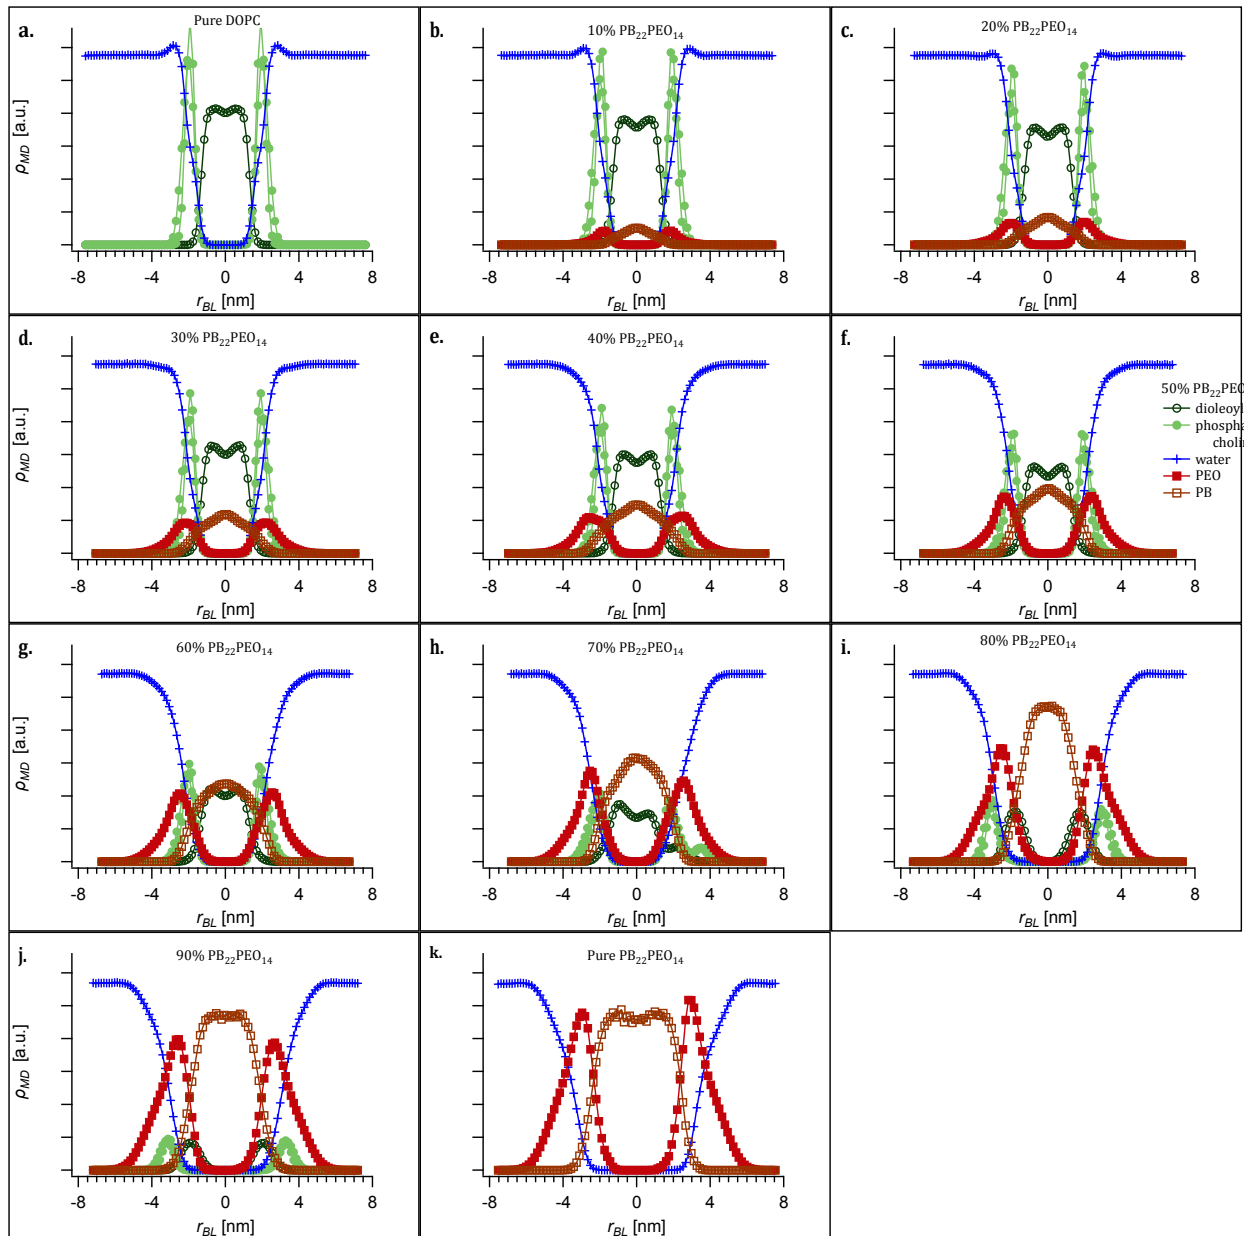 a.
Pure DOPC
ρMD [a.u.]
-8 -4 0 4 8
rBL [nm]
b.
10% PB22PEO14
-8 -4 0 4 8
rBL [nm]
c.
20% PB22PEO14
-8 -4 0 4 8
rBL [nm]
d.
30% PB22PEO14
ρMD [a.u.]
-8 -4 0 4 8
rBL [nm]
e.
40% PB22PEO14
-8 -4 0 4 8
rBL [nm]
f.
50% PB22PEO
dioleoyl
phospha
cholin
water
PEO
PB
-8 -4 0 4 8
rBL [nm]
g.
60% PB22PEO14
ρMD [a.u.]
-8 -4 0 4 8
rBL [nm]
h.
70% PB22PEO14
-8 -4 0 4 8
rBL [nm]
i.
80% PB22PEO14
-8 -4 0 4 8
rBL [nm]
j.
90% PB22PEO14
ρMD [a.u.]
-8 -4 0 4 8
rBL [nm]
k.
Pure PB22PEO14
-8 -4 0 4 8
rBL [nm]